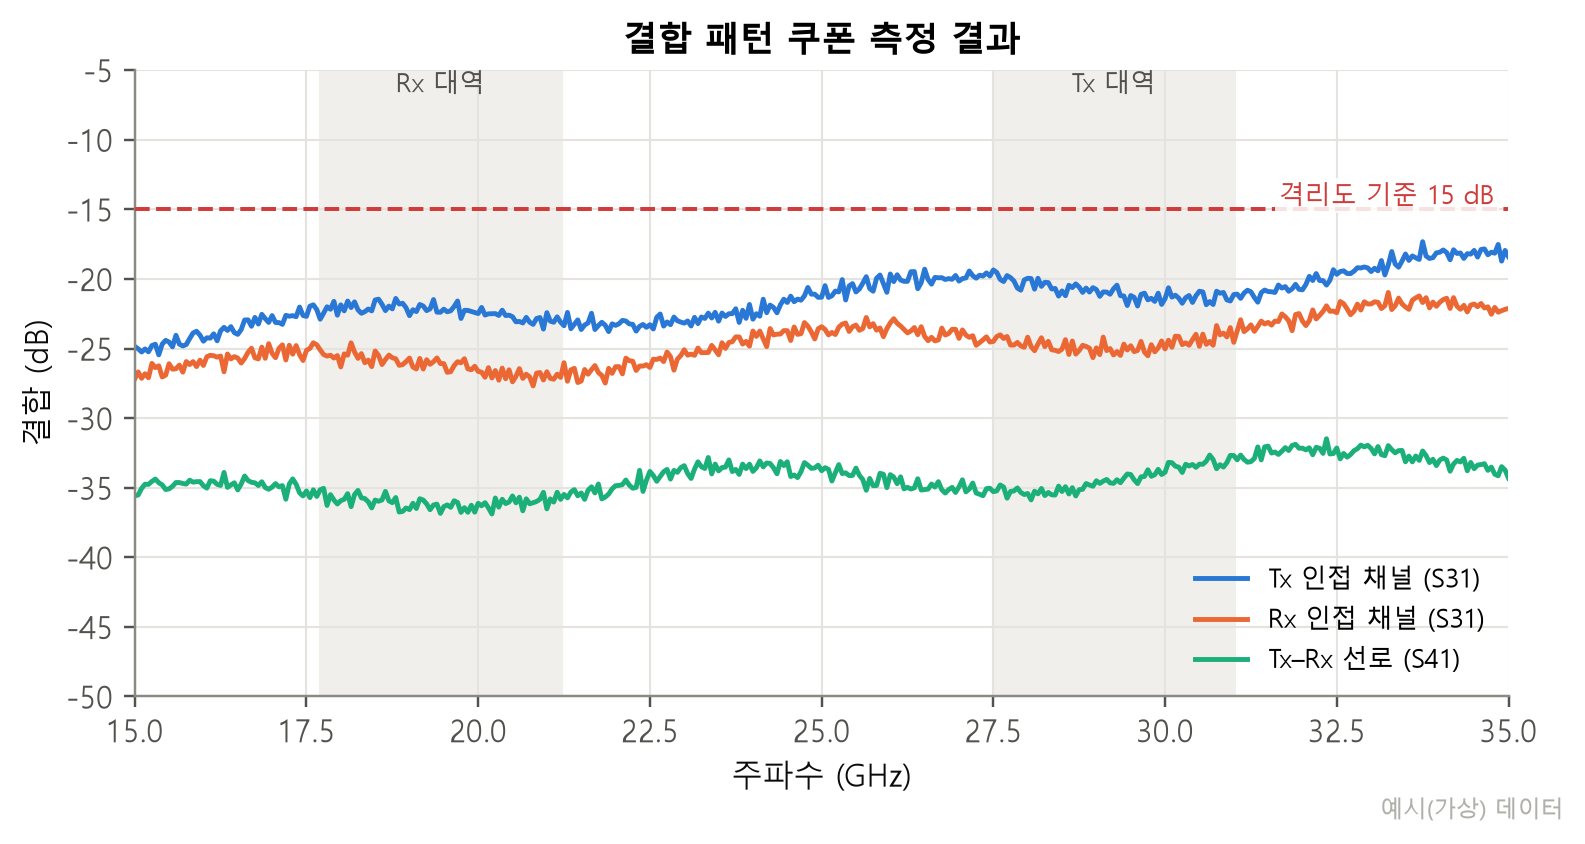 결합 패턴 쿠폰 측정 결과
Rx 대역
Tx 대역
격리도 기준 15 dB
결합 (dB)
-5
-10
-15
-20
-25
-30
-35
-40
-45
-50
Tx 인접 채널 (S31)
Rx 인접 채널 (S31)
Tx–Rx 선로 (S41)
15.0 17.5 20.0 22.5 25.0 27.5 30.0 32.5 35.0
주파수 (GHz)
예시(가상) 데이터